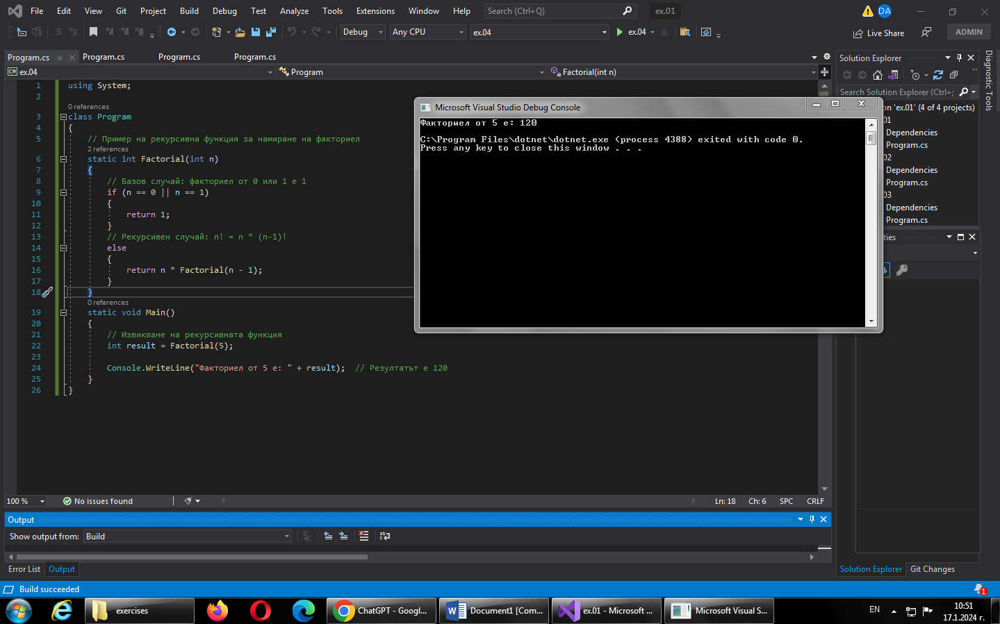 File Edit View Git Project Build Debug Test Analyze Tools Extensions Window Help Search (Ctrl+Q) ex.01 DA
Debug Any CPU ex.04 ex.04 Live Share ADMIN
Program.cs Program.cs Program.cs Program.cs
ex.04 Program Factorial(int n)
1 using System;
2
0 references
3 class Program
4 {
5 // Пример на рекурсивна функция за намиране на факториел
2 references
6 static int Factorial(int n)
7 {
8 // Базов случай: факториел от 0 или 1 е 1
9 if (n == 0 || n == 1)
10 {
11 return 1;
12 }
13 // Рекурсивен случай: n! = n * (n-1)!
14 else
15 {
16 return n * Factorial(n - 1);
17 }
18 }
0 references
19 static void Main()
20 {
21 // Извикване на рекурсивната функция
22 int result = Factorial(5);
23
24 Console.WriteLine("Факториел от 5 е: " + result); // Резултатът е 120
25 }
26 }
Microsoft Visual Studio Debug Console
Факториел от 5 е: 120
C:\Program Files\dotnet\dotnet.exe (process 4388) exited with code 0.
Press any key to close this window . . .
Solution Explorer
Search Solution Explorer (Ctrl+;
on 'ex.01' (4 of 4 projects)
01
Dependencies
Program.cs
02
Dependencies
Program.cs
03
Dependencies
Program.cs
ties
Diagnostic Tools
100 % No issues found Ln: 18 Ch: 6 SPC CRLF
Output
Show output from: Build
Error List Output
Solution Explorer Git Changes
Build succeeded 1
exercises ChatGPT - Googl... Document1 [Com... ex.01 - Microsoft ... Microsoft Visual S... EN 10:51
17.1.2024 г.